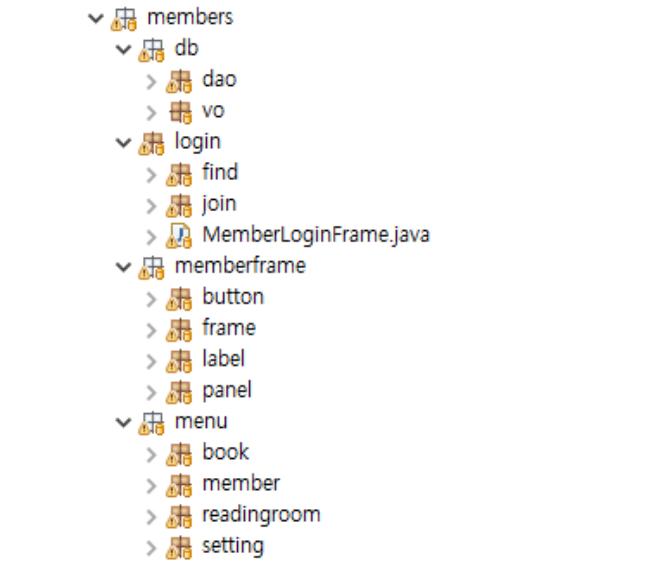 members
db
dao
vo
login
find
join
MemberLoginFrame.java
memberframe
button
frame
label
panel
menu
book
member
readingroom
setting